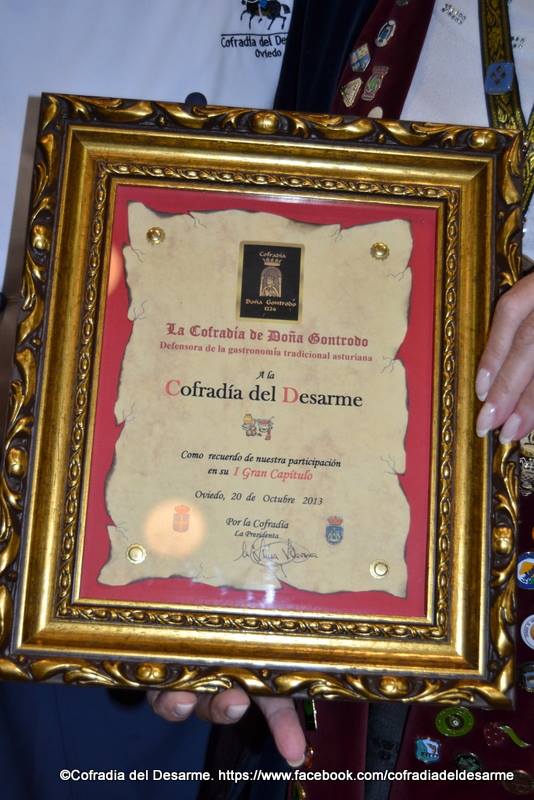 Cofradía del De
Oviedo
Cofradía
Doña Gontrodo
1124
La Cofradía de Doña Gontrodo
Defensora de la gastronomía tradicional asturiana
A la
Cofradía del Desarme
Como recuerdo de nuestra participación
en su I Gran Capítulo
Oviedo, 20 de Octubre 2013
Por la Cofradía
La Presidenta
©Cofradia del Desarme. https://www.facebook.com/cofradiadeldesarme